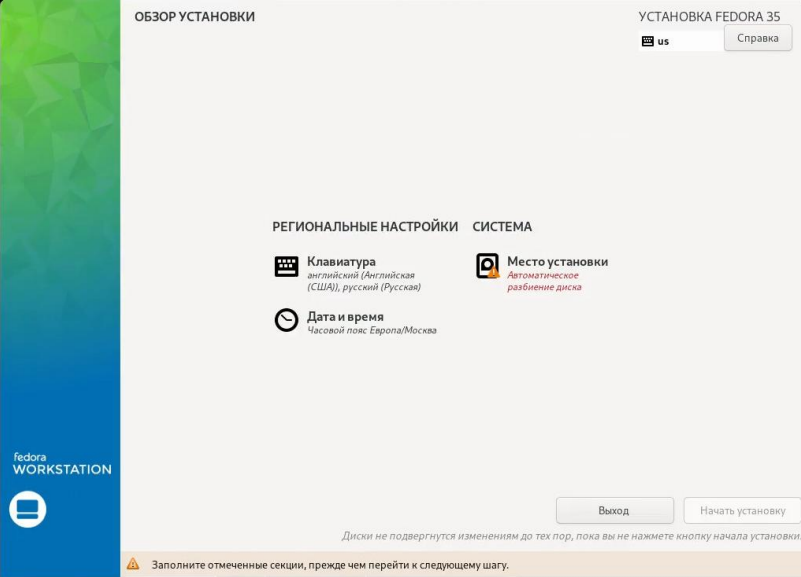 ОБЗОР УСТАНОВКИ
УСТАНОВКА FEDORA 35
us
Справка
РЕГИОНАЛЬНЫЕ НАСТРОЙКИ
СИСТЕМА
Клавиатура
английский (Английская
(США)), русский (Русская)
Место установки
Автоматическое
разбиение диска
Дата и время
Часовой пояс Европа/Москва
fedora
WORKSTATION
Выход
Начать установку
Диски не подвергнутся изменениям до тех пор, пока вы не нажмете кнопку начала установки.
Заполните отмеченные секции, прежде чем перейти к следующему шагу.